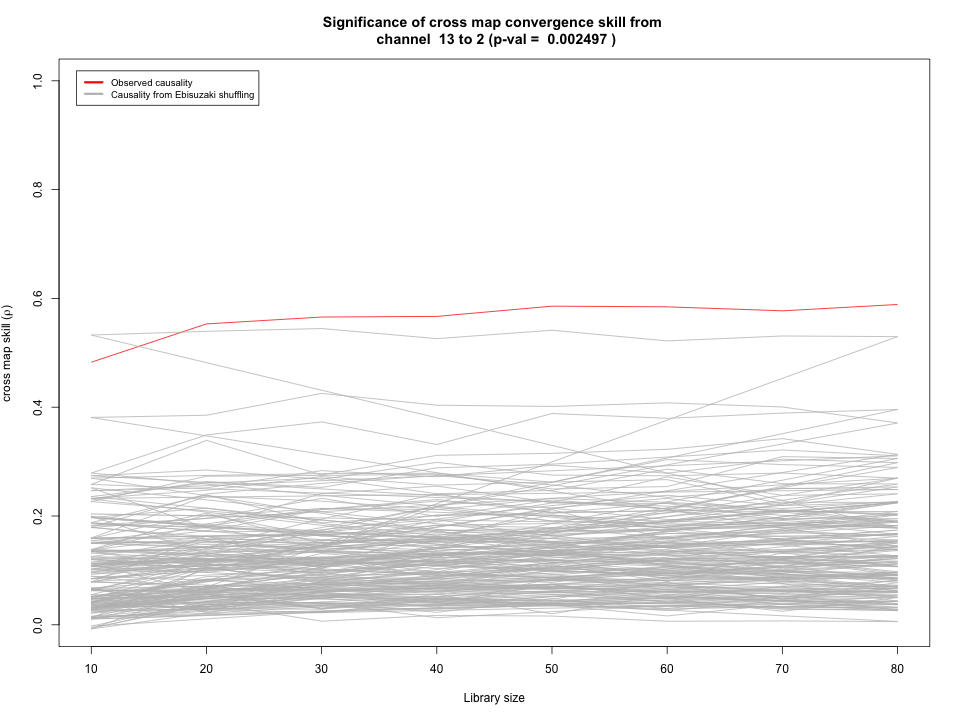 Significance of cross map convergence skill from
channel  13 to 2 (p-val =  0.002497 )
Observed causality
Causality from Ebisuzaki shuffling
cross map skill (ρ)
1.0
0.8
0.6
0.4
0.2
0.0
10 20 30 40 50 60 70 80
Library size